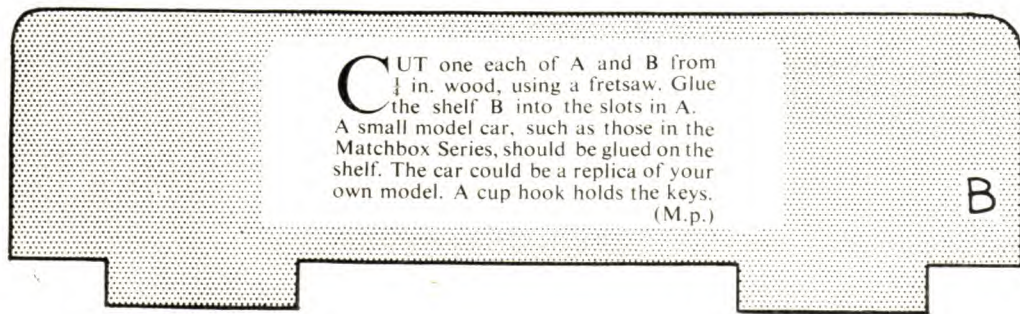 CUT one each of A and B from
¼ in. wood, using a fretsaw. Glue
the shelf B into the slots in A.
A small model car, such as those in the
Matchbox Series, should be glued on the
shelf. The car could be a replica of your
own model. A cup hook holds the keys.
(M.p.)
B